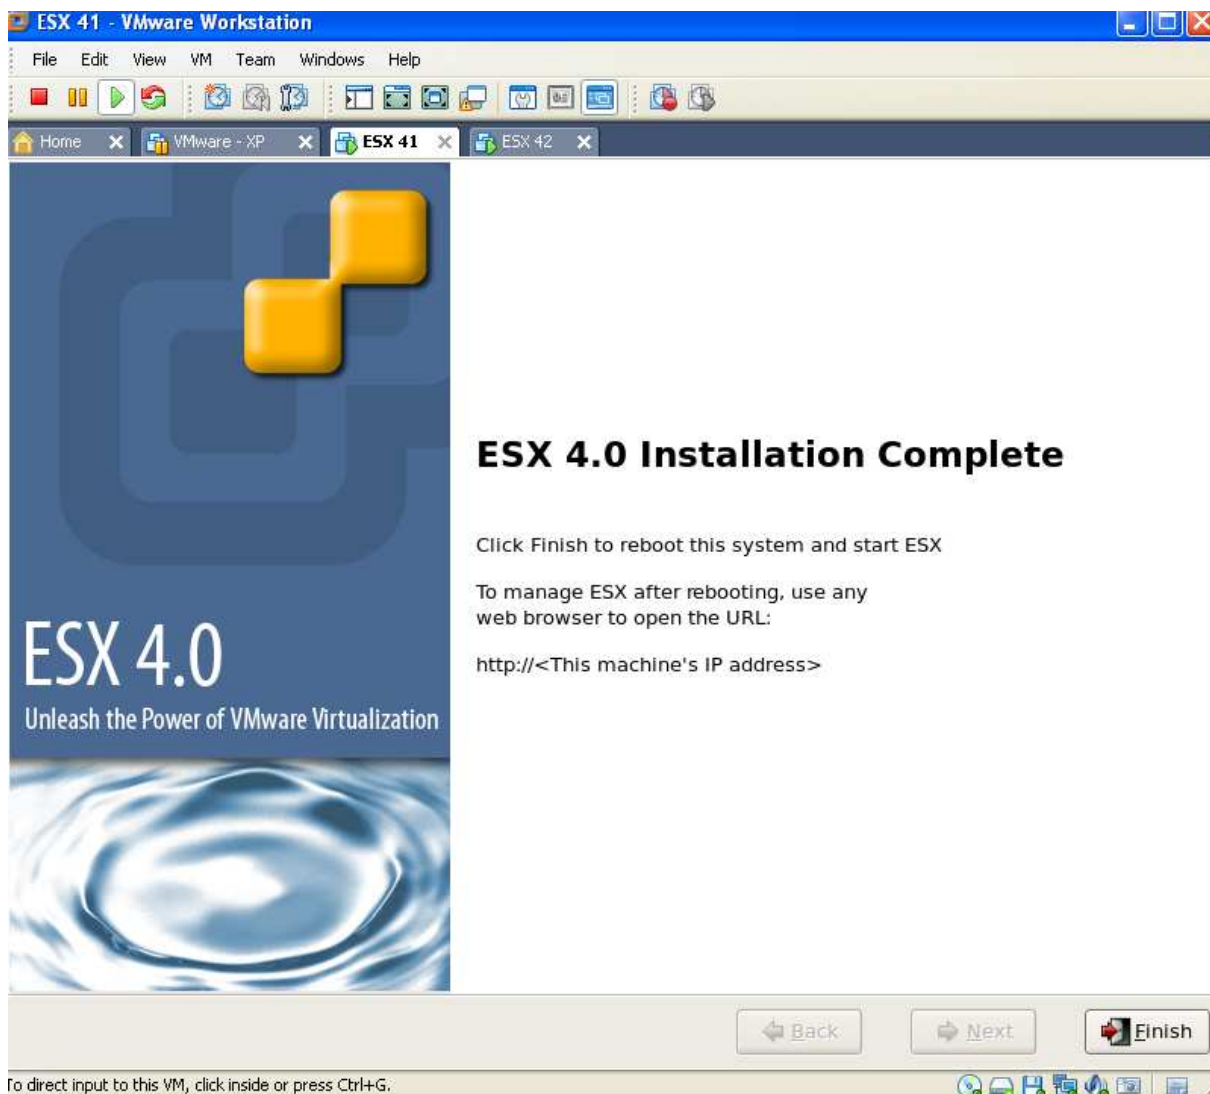 ESX 41 - VMware Workstation
File Edit View VM Team Windows Help
Home VMware - XP ESX 41 ESX 42
ESX 4.0 Installation Complete
Click Finish to reboot this system and start ESX
To manage ESX after rebooting, use any
web browser to open the URL:
http://<This machine's IP address>
ESX 4.0
Unleash the Power of VMware Virtualization
Back Next Finish
To direct input to this VM, click inside or press Ctrl+G.